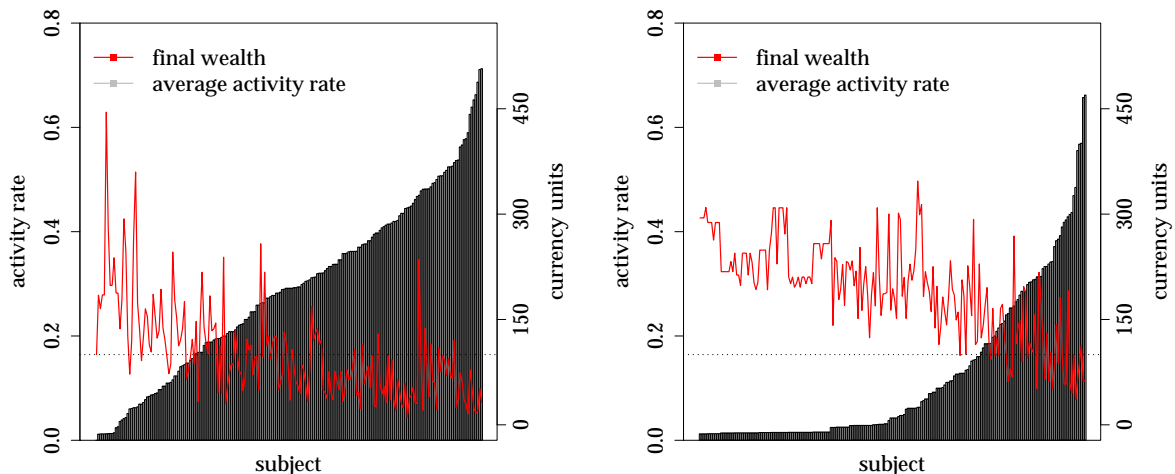 0.8
0.6
0.4
0.2
0.0
activity rate
final wealth
average activity rate
450
300
150
0
currency units
subject
0.8
0.6
0.4
0.2
0.0
activity rate
final wealth
average activity rate
450
300
150
0
currency units
subject